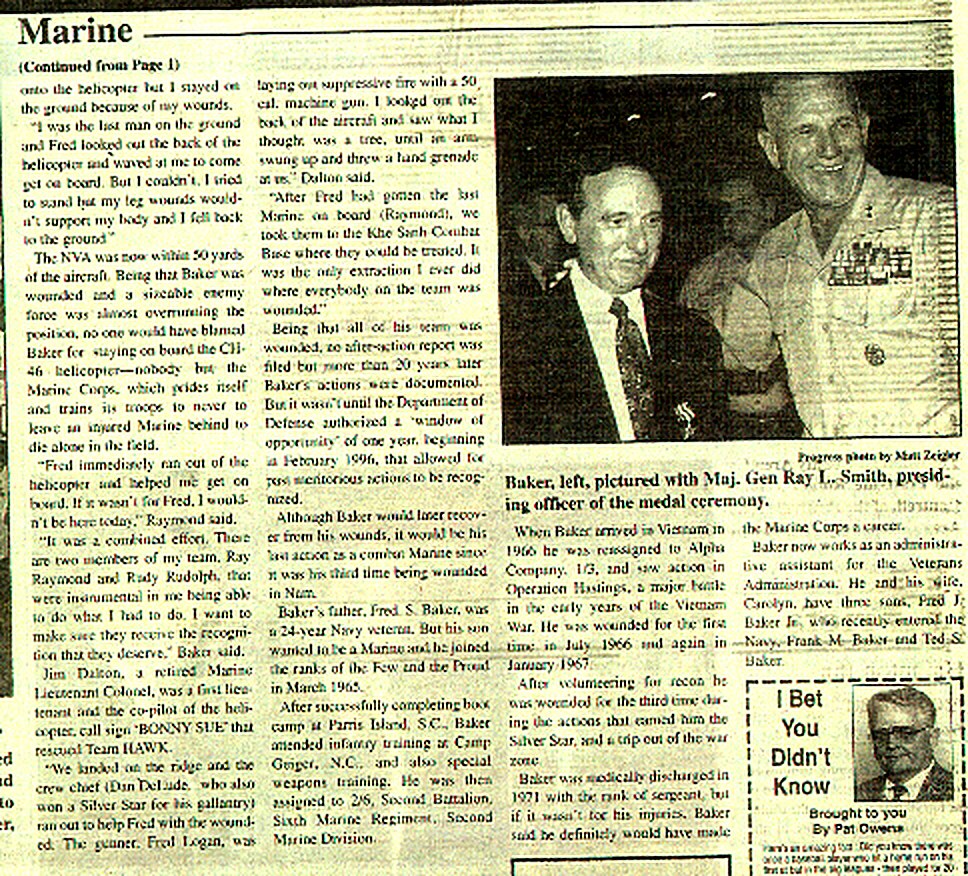 Marine
(Continued from Page 1)
onto the helicopter but I stayed on
the ground because of my wounds.
"I was the last man on the ground
and Fred looked out the back of the
helicopter and waved at me to come
get on board. But I couldn't. I tried
to stand but my leg wounds would-
n't support my body and I fell back
to the ground"
The NVA was now within 50 yards
of the aircraft. Being that Baker was
wounded and a sizeable enemy
force was almost overrunning the
position, no one would have blamed
Baker for staying on board the CH-
46 helicopter—nobody but the
Marine Corps, which prides itself
and trains its troops to never to
leave an injured Marine behind to
die alone in the field.
"Fred immediately ran out of the
helicopter and helped me get on
board. If it wasn't for Fred, I would-
n't be here today," Raymond said.
"It was a combined effort. There
are two members of my team, Ray
Raymond and Rudy Rudolph, that
were instrumental in me being able
to do what I had to do. I want to
make sure they receive the recogni-
tion that they deserve," Baker said.
Jim Dalton, a retired Marine
Lieutenant Colonel, was a first lieu-
tenant and the co-pilot of the heli-
copter, call sign 'BONNY SUE' that
rescued Team HAWK.
"We landed on the ridge and the
crew chief (Dan DeLude, who also
won a Silver Star for his gallantry)
ran out to help Fred with the wound-
ed. The gunner, Fred Logan, was
laying out suppressive fire with a 50
cal. machine gun. I looked out the
back of the aircraft and saw what I
thought was a tree, until an arm
swung up and threw a hand grenade
at us," Dalton said.
"After Fred had gotten the last
Marine on board (Raymond), we
took them to the Khe Sanh Combat
Base where they could be treated. It
was the only extraction I ever did
where everybody on the team was
wounded."
Being that all of his team was
wounded, no after-action report was
filed but more than 20 years later
Baker's actions were documented.
But it wasn't until the Department of
Defense authorized a 'window of
opportunity' of one year, beginning
in February 1996, that allowed for
past meritorious actions to be recog-
nized.
Although Baker would later recov-
er from his wounds, it would be his
last action as a combat Marine since
it was his third time being wounded
in Nam.
Baker's father, Fred. S. Baker, was
a 24-year Navy veteran. But his son
wanted to be a Marine and he joined
the ranks of the Few and the Proud
in March 1965.
After successfully completing boot
camp at Parris Island, S.C., Baker
attended infantry training at Camp
Geiger, N.C., and also special
weapons training. He was then
assigned to 2/6, Second Battalion,
Sixth Marine Regiment, Second
Marine Division.
Progress photo by Matt Zeigler
Baker, left, pictured with Maj. Gen Ray L. Smith, presid-
ing officer of the medal ceremony.
When Baker arrived in Vietnam in
1966 he was reassigned to Alpha
Company, 1/3, and saw action in
Operation Hastings, a major battle
in the early years of the Vietnam
War. He was wounded for the first
time in July 1966 and again in
January 1967.
After volunteering for recon he
was wounded for the third time dur-
ing the actions that earned him the
Silver Star, and a trip out of the war
zone.
Baker was medically discharged in
1971 with the rank of sergeant, but
if it wasn't for his injuries, Baker
said he definitely would have made
the Marine Corps a career.
Baker now works as an administra-
tive assistant for the Veterans
Administration. He and his wife,
Carolyn, have three sons, Fred J.
Baker Jr., who recently entered the
Navy, Frank M. Baker and Ted S.
Baker.
I Bet
You
Didn't
Know
Brought to you
By Pat Owens
Here's an amazing fact: Did you know there was
once a baseball player who hit a home run on his
first at but in the big leagues - then played for 20-